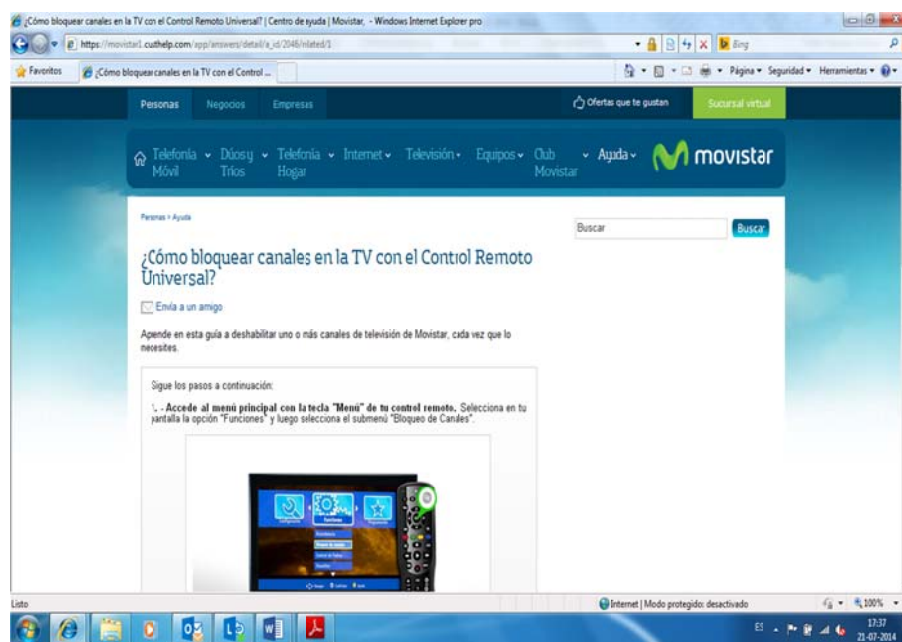 ¿Cómo bloquear canales en la TV con el Control Remoto Universal? | Centro de ayuda | Movistar, - Windows Internet Explorer pro
https://movistar1.custhelp.com/app/answers/detail/a_id/2046/related/1
Bing
Favoritos
¿Cómo bloquear canales en la TV con el Control ...
Página
Seguridad
Herramientas
Personas
Negocios
Empresas
Ofertas que te gustan
Sucursal virtual
Telefonía Móvil
Dúos y Tríos
Telefonía Hogar
Internet
Televisión
Equipos
Club Movistar
Ayuda
movistar
Personas > Ayuda
Buscar
Buscar
¿Cómo bloquear canales en la TV con el Control Remoto
Universal?
Envía a un amigo
Aprende en esta guía a deshabilitar uno o más canales de televisión de Movistar, cada vez que lo
necesites.
Sigue los pasos a continuación:
1. - Accede al menú principal con la tecla "Menú" de tu control remoto. Selecciona en tu
pantalla la opción "Funciones" y luego selecciona el submenú "Bloqueo de Canales".
Funciones
Listo
Internet | Modo protegido: desactivado
100%
ES
17:37
21-07-2014